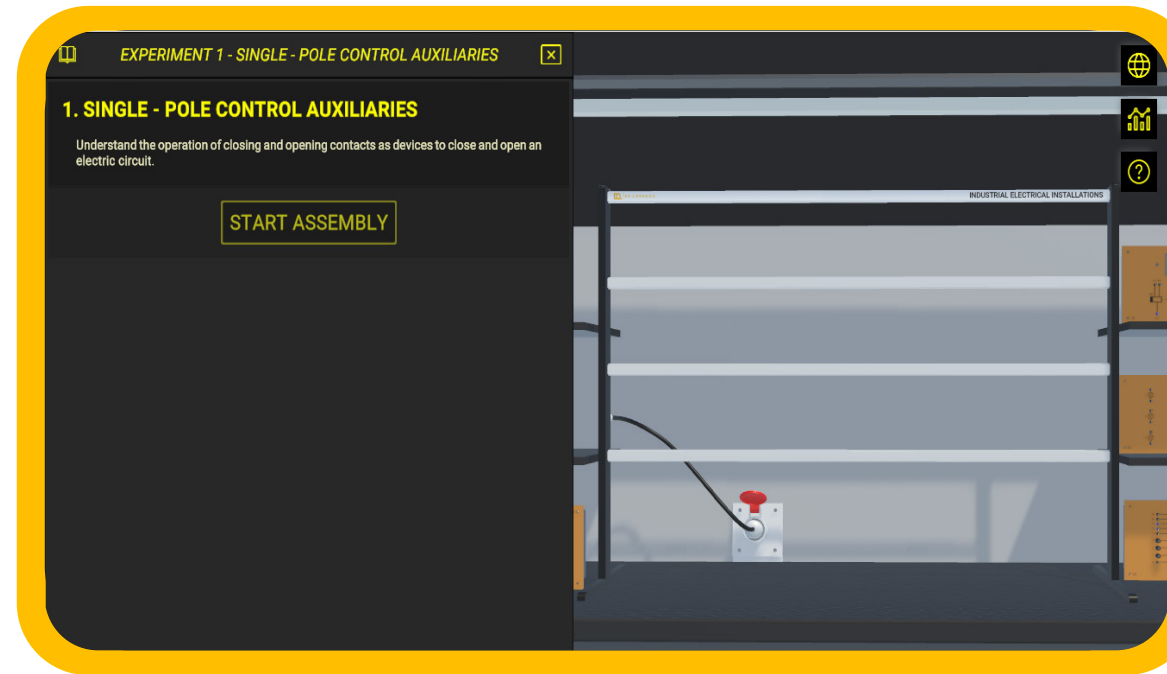 EXPERIMENT 1 - SINGLE - POLE CONTROL AUXILIARIES
1. SINGLE - POLE CONTROL AUXILIARIES
Understand the operation of closing and opening contacts as devices to close and open an
electric circuit.
START ASSEMBLY
INDUSTRIAL ELECTRICAL INSTALLATIONS